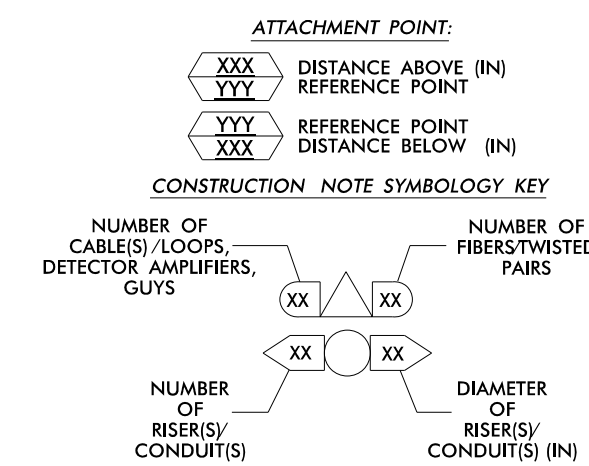 ATTACHMENT POINT:
XXX DISTANCE ABOVE (IN)
YYY REFERENCE POINT
YYY REFERENCE POINT
XXX DISTANCE BELOW (IN)
CONSTRUCTION NOTE SYMBOLOGY KEY
NUMBER OF
CABLE(S)/LOOPS,
DETECTOR AMPLIFIERS,
GUYS
NUMBER OF
FIBERS/TWISTED
PAIRS
XX XX
XX XX
NUMBER
OF
RISER(S)/
CONDUIT(S)
DIAMETER
OF
RISER(S)/
CONDUIT(S) (IN)